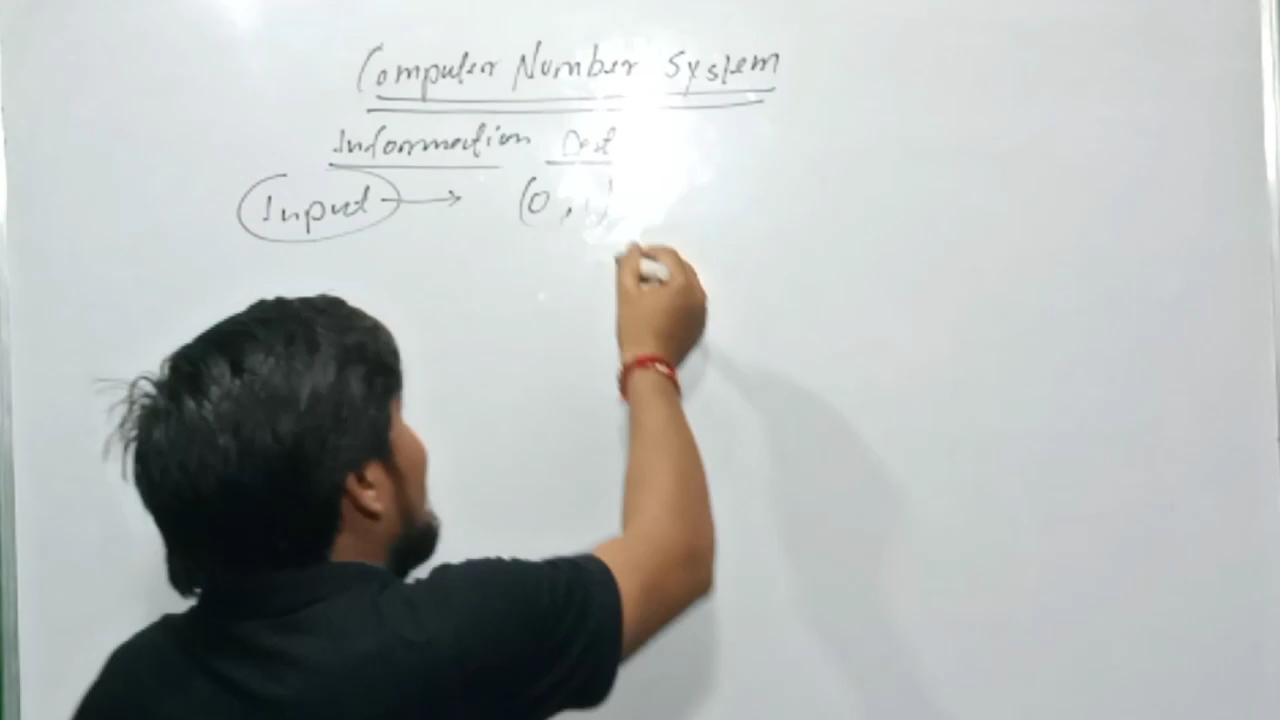 Computer Number System
Information
Input → (0, 1)